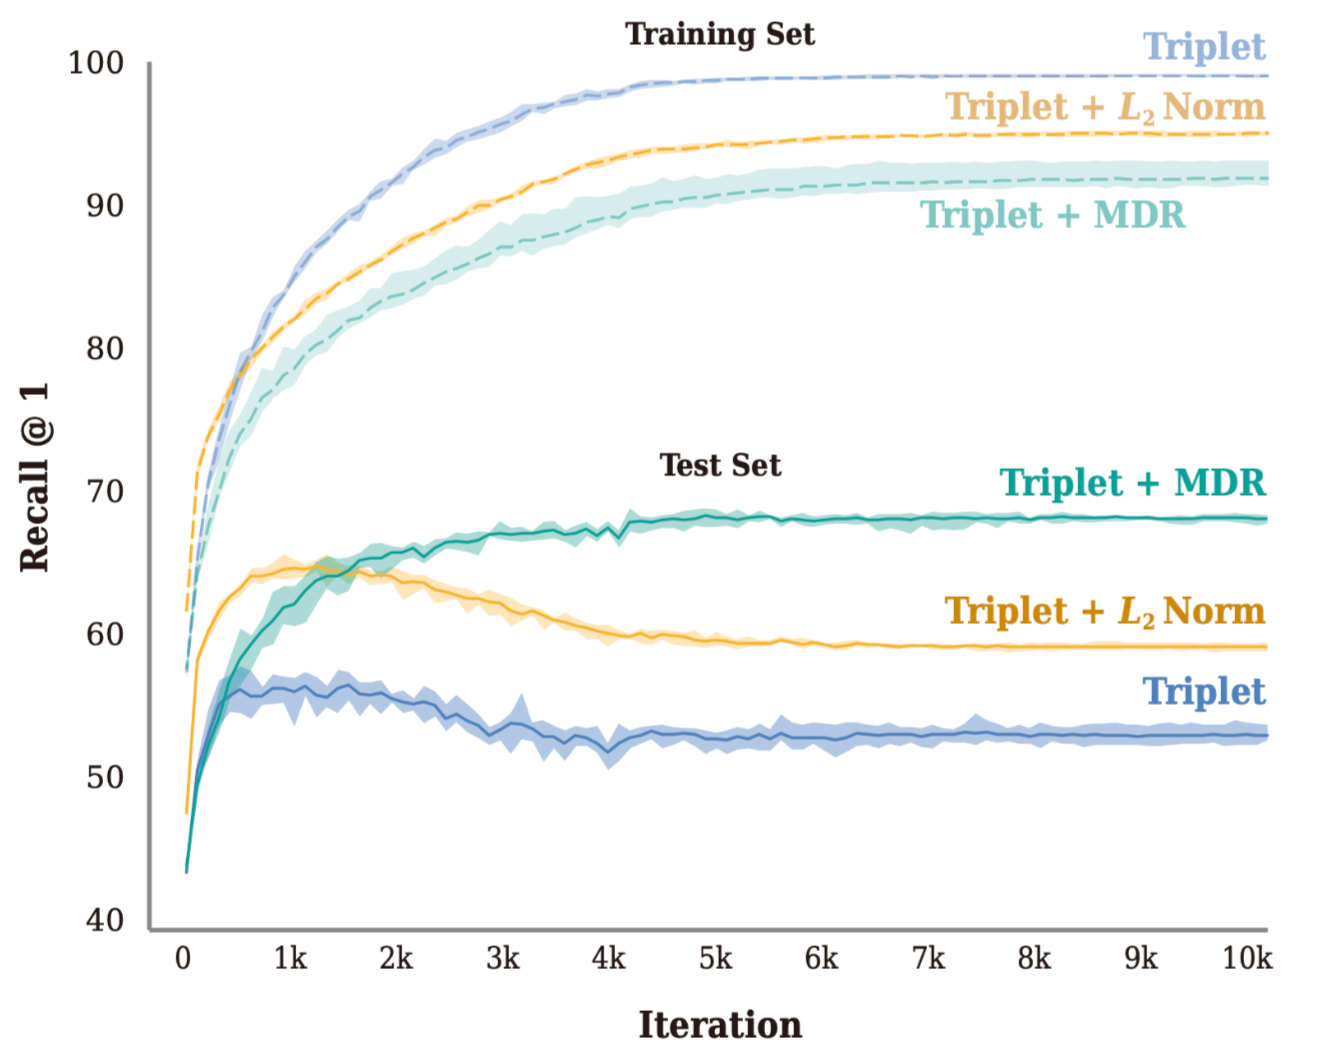 Training Set
Triplet
Triplet + L₂ Norm
Triplet + MDR
Test Set
Triplet + MDR
Triplet + L₂ Norm
Triplet
Recall @ 1
100
90
80
70
60
50
40
0 1k 2k 3k 4k 5k 6k 7k 8k 9k 10k
Iteration